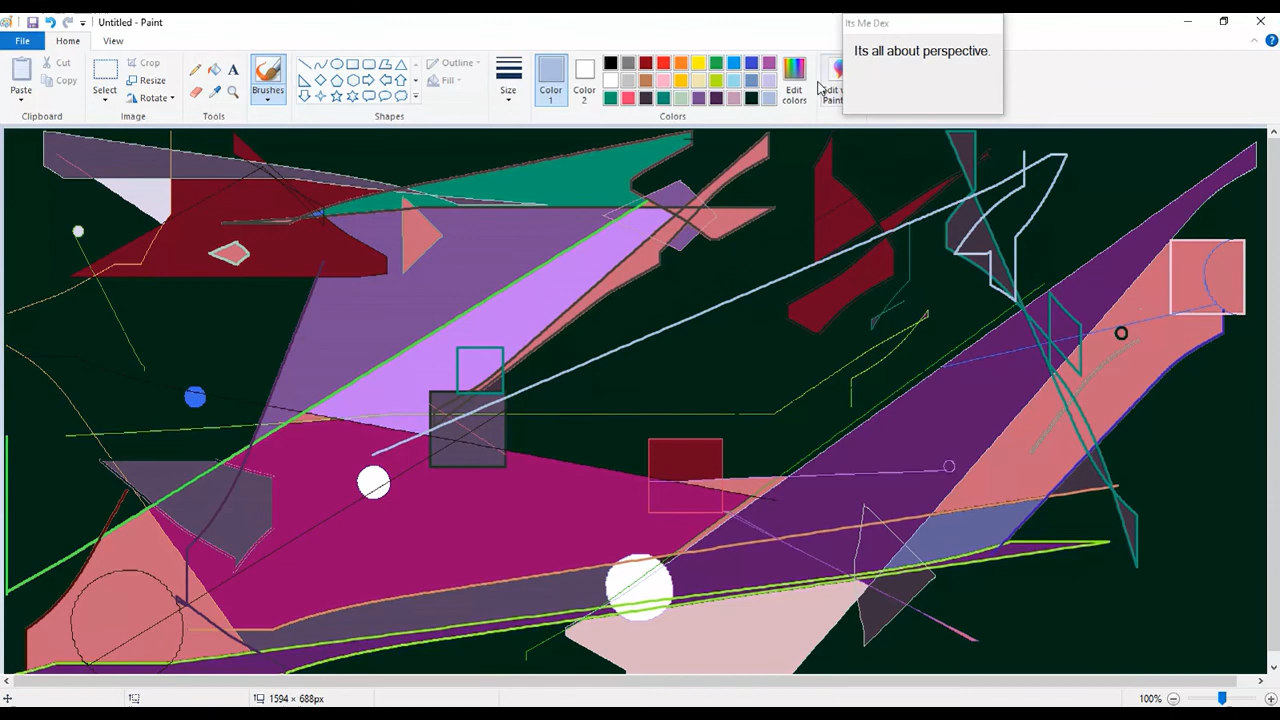 Untitled - Paint
Its Me Dex
Its all about perspective.
File
Home
View
Paste
Cut
Copy
Clipboard
Select
Crop
Resize
Rotate
Image
A
Tools
Brushes
Outline
Fill
Shapes
Size
Color
1
Color
2
Edit
colors
Colors
1594 × 688px
100%